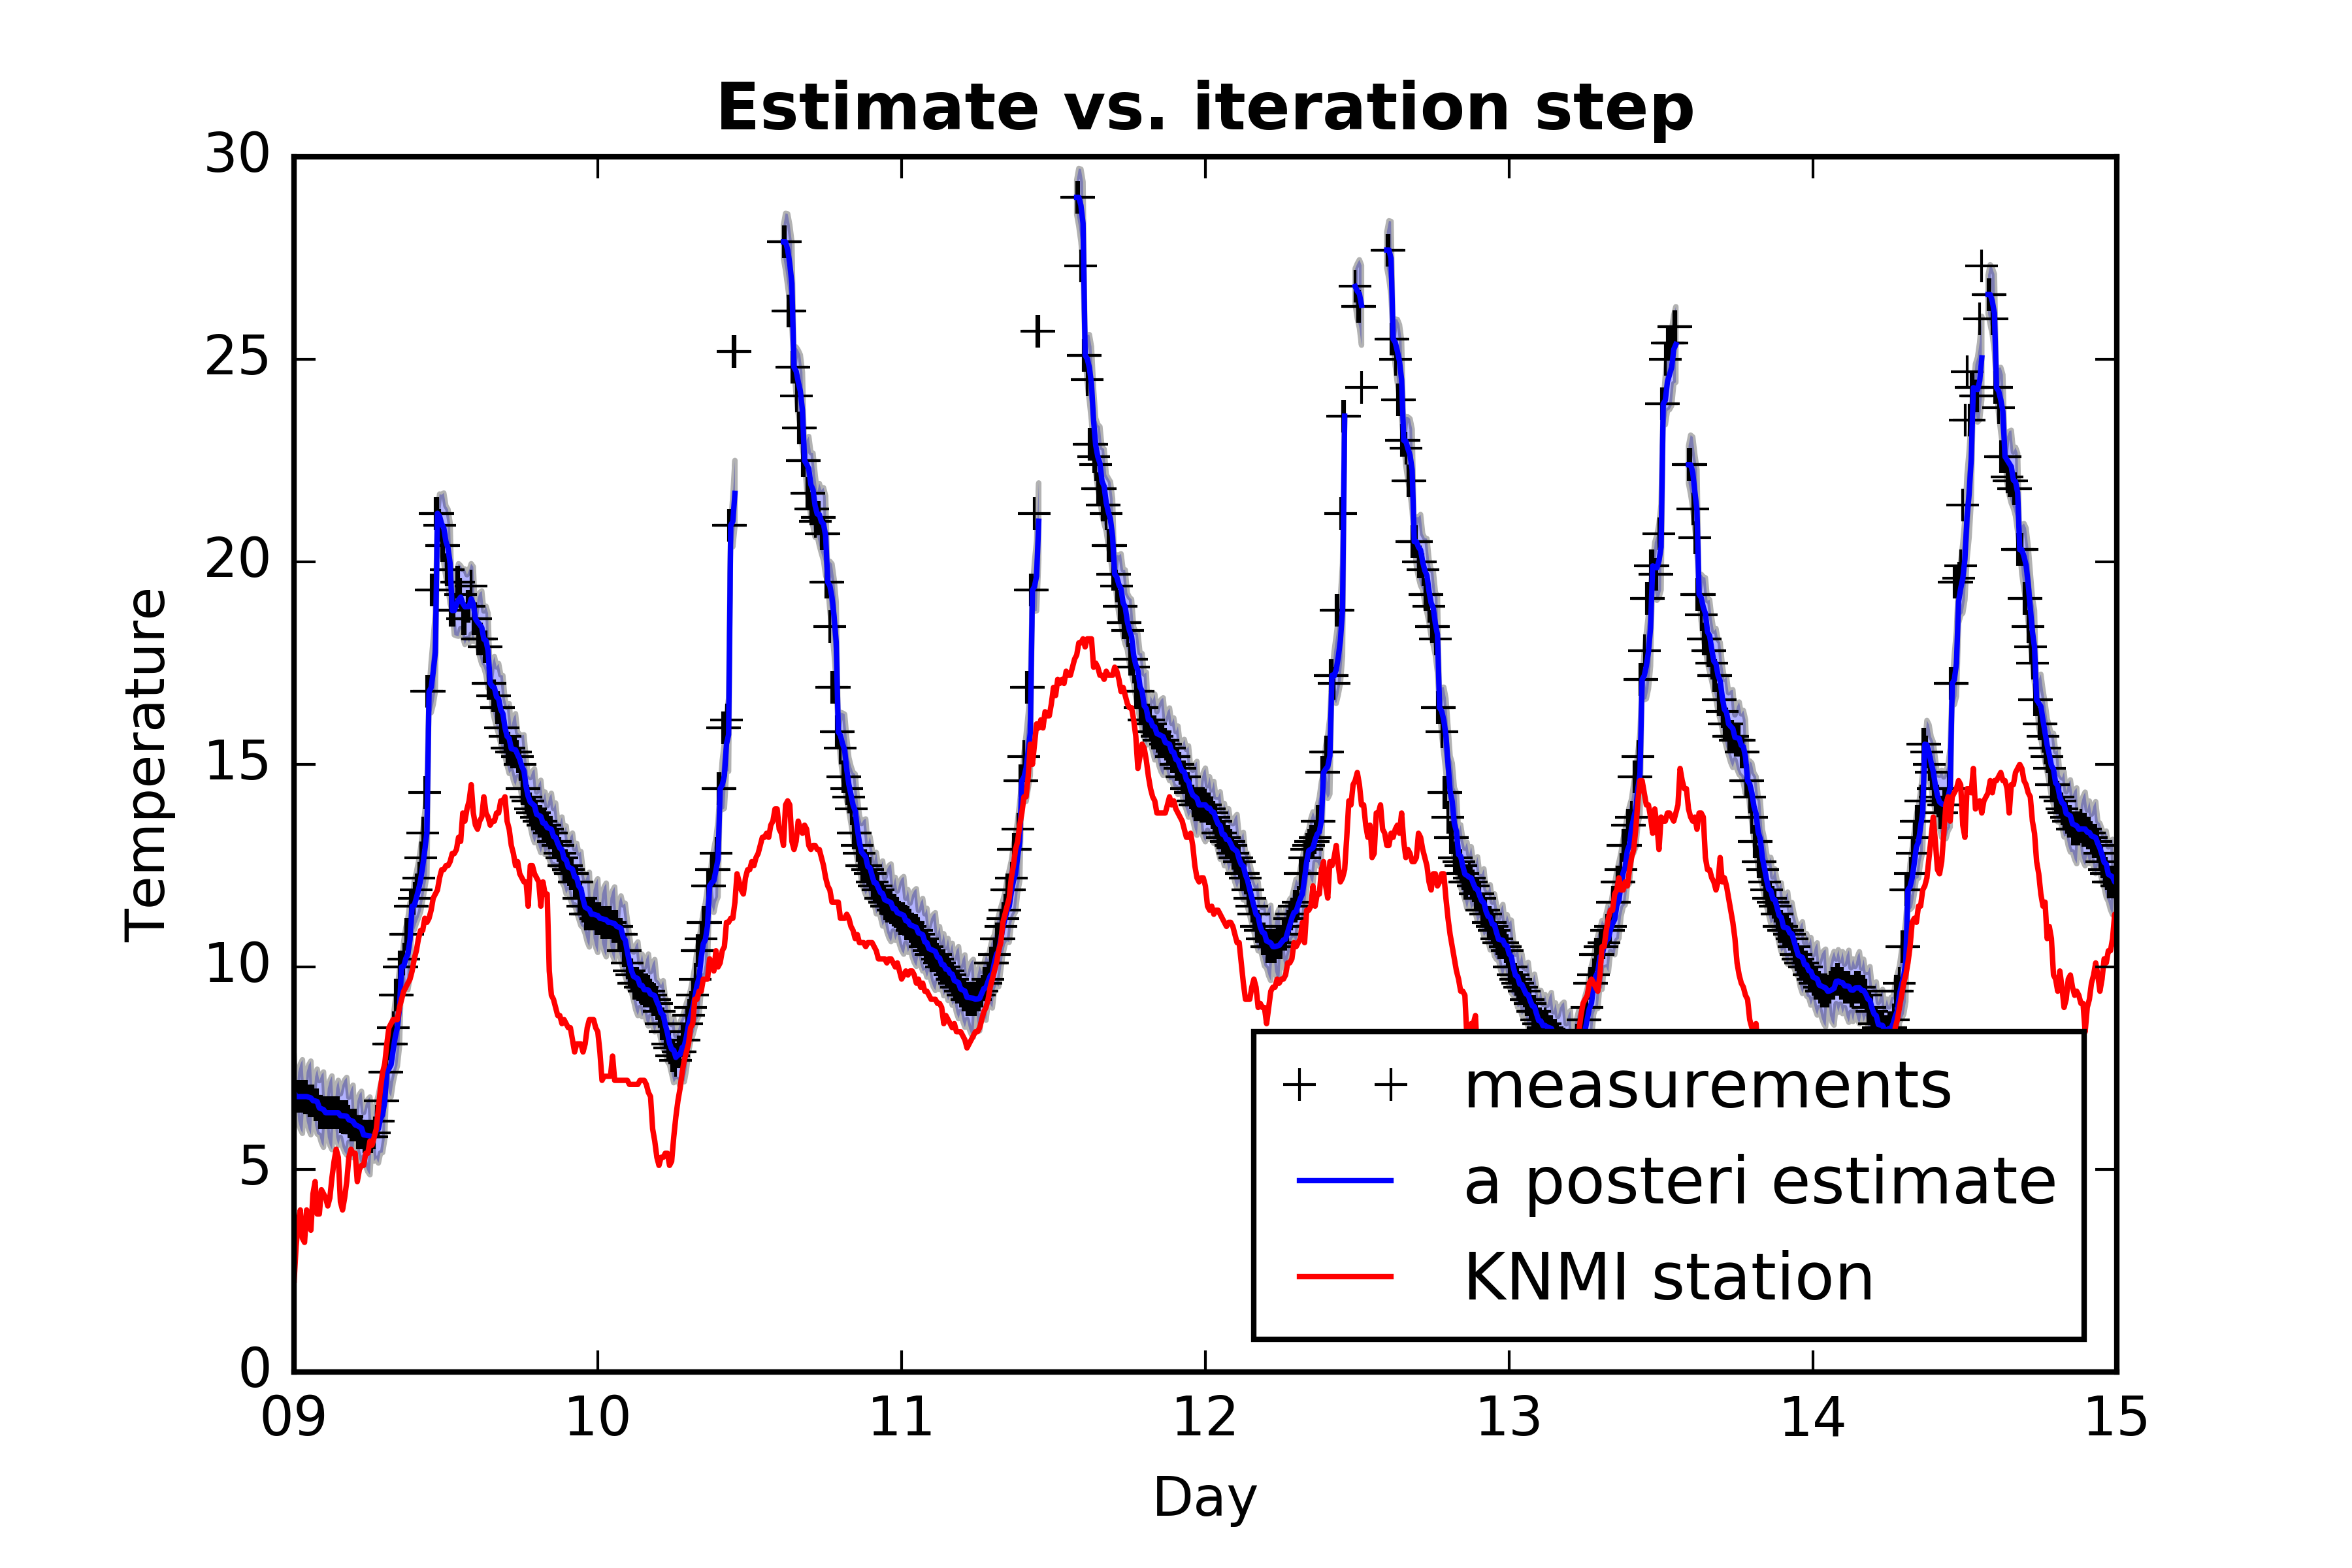 Estimate vs. iteration step
30
25
20
15
10
5
0
Temperature
09 10 11 12 13 14 15
Day
measurements
a posteri estimate
KNMI station